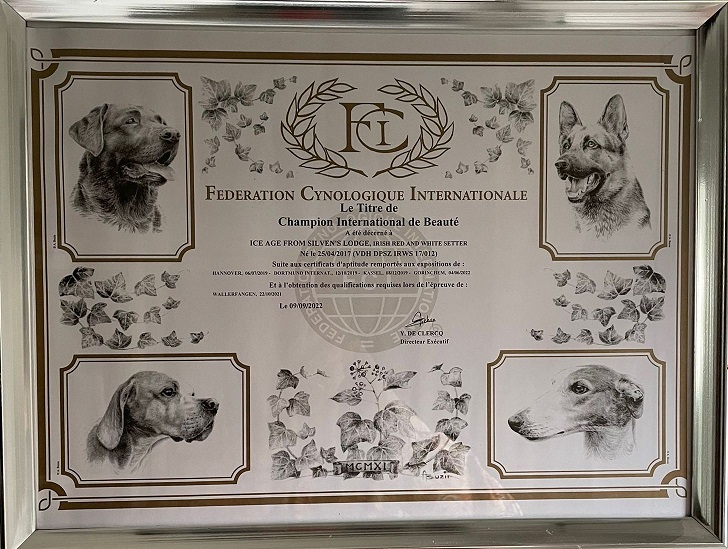 FCI
FEDERATION CYNOLOGIQUE INTERNATIONALE
Le Titre de
Champion International de Beauté
A été décerné à
ICE AGE FROM SILVEN'S LODGE, IRISH RED AND WHITE SETTER
Né le 25/04/2017 (VDH DPSZ IRWS 17/012)
Suite aux certificats d'aptitude remportés aux expositions de :
HANNOVER, 06/07/2019 - DORTMUND INTERNAT., 12/10/2019 - KASSEL, 08/12/2019 - GORINCHEM, 04/06/2022
Et à l'obtention des qualifications requises lors de l'épreuve de :
WALLERFANGEN, 22/10/2021
Le 09/09/2022
Y. DE CLERCQ
Directeur Exécutif
MCMXI